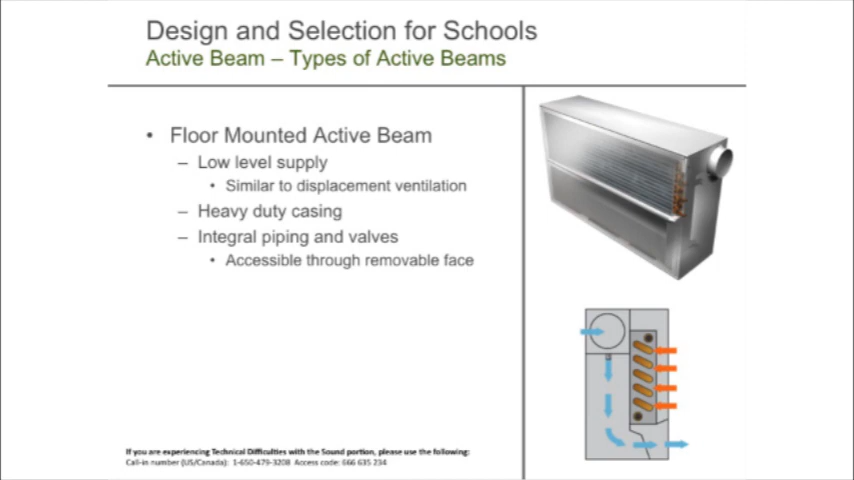 Design and Selection for Schools
Active Beam – Types of Active Beams
• Floor Mounted Active Beam
– Low level supply
• Similar to displacement ventilation
– Heavy duty casing
– Integral piping and valves
• Accessible through removable face
If you are experiencing Technical Difficulties with the Sound portion, please use the following:
Call-in number (US/Canada): 1-650-479-3208 Access code: 666 635 234